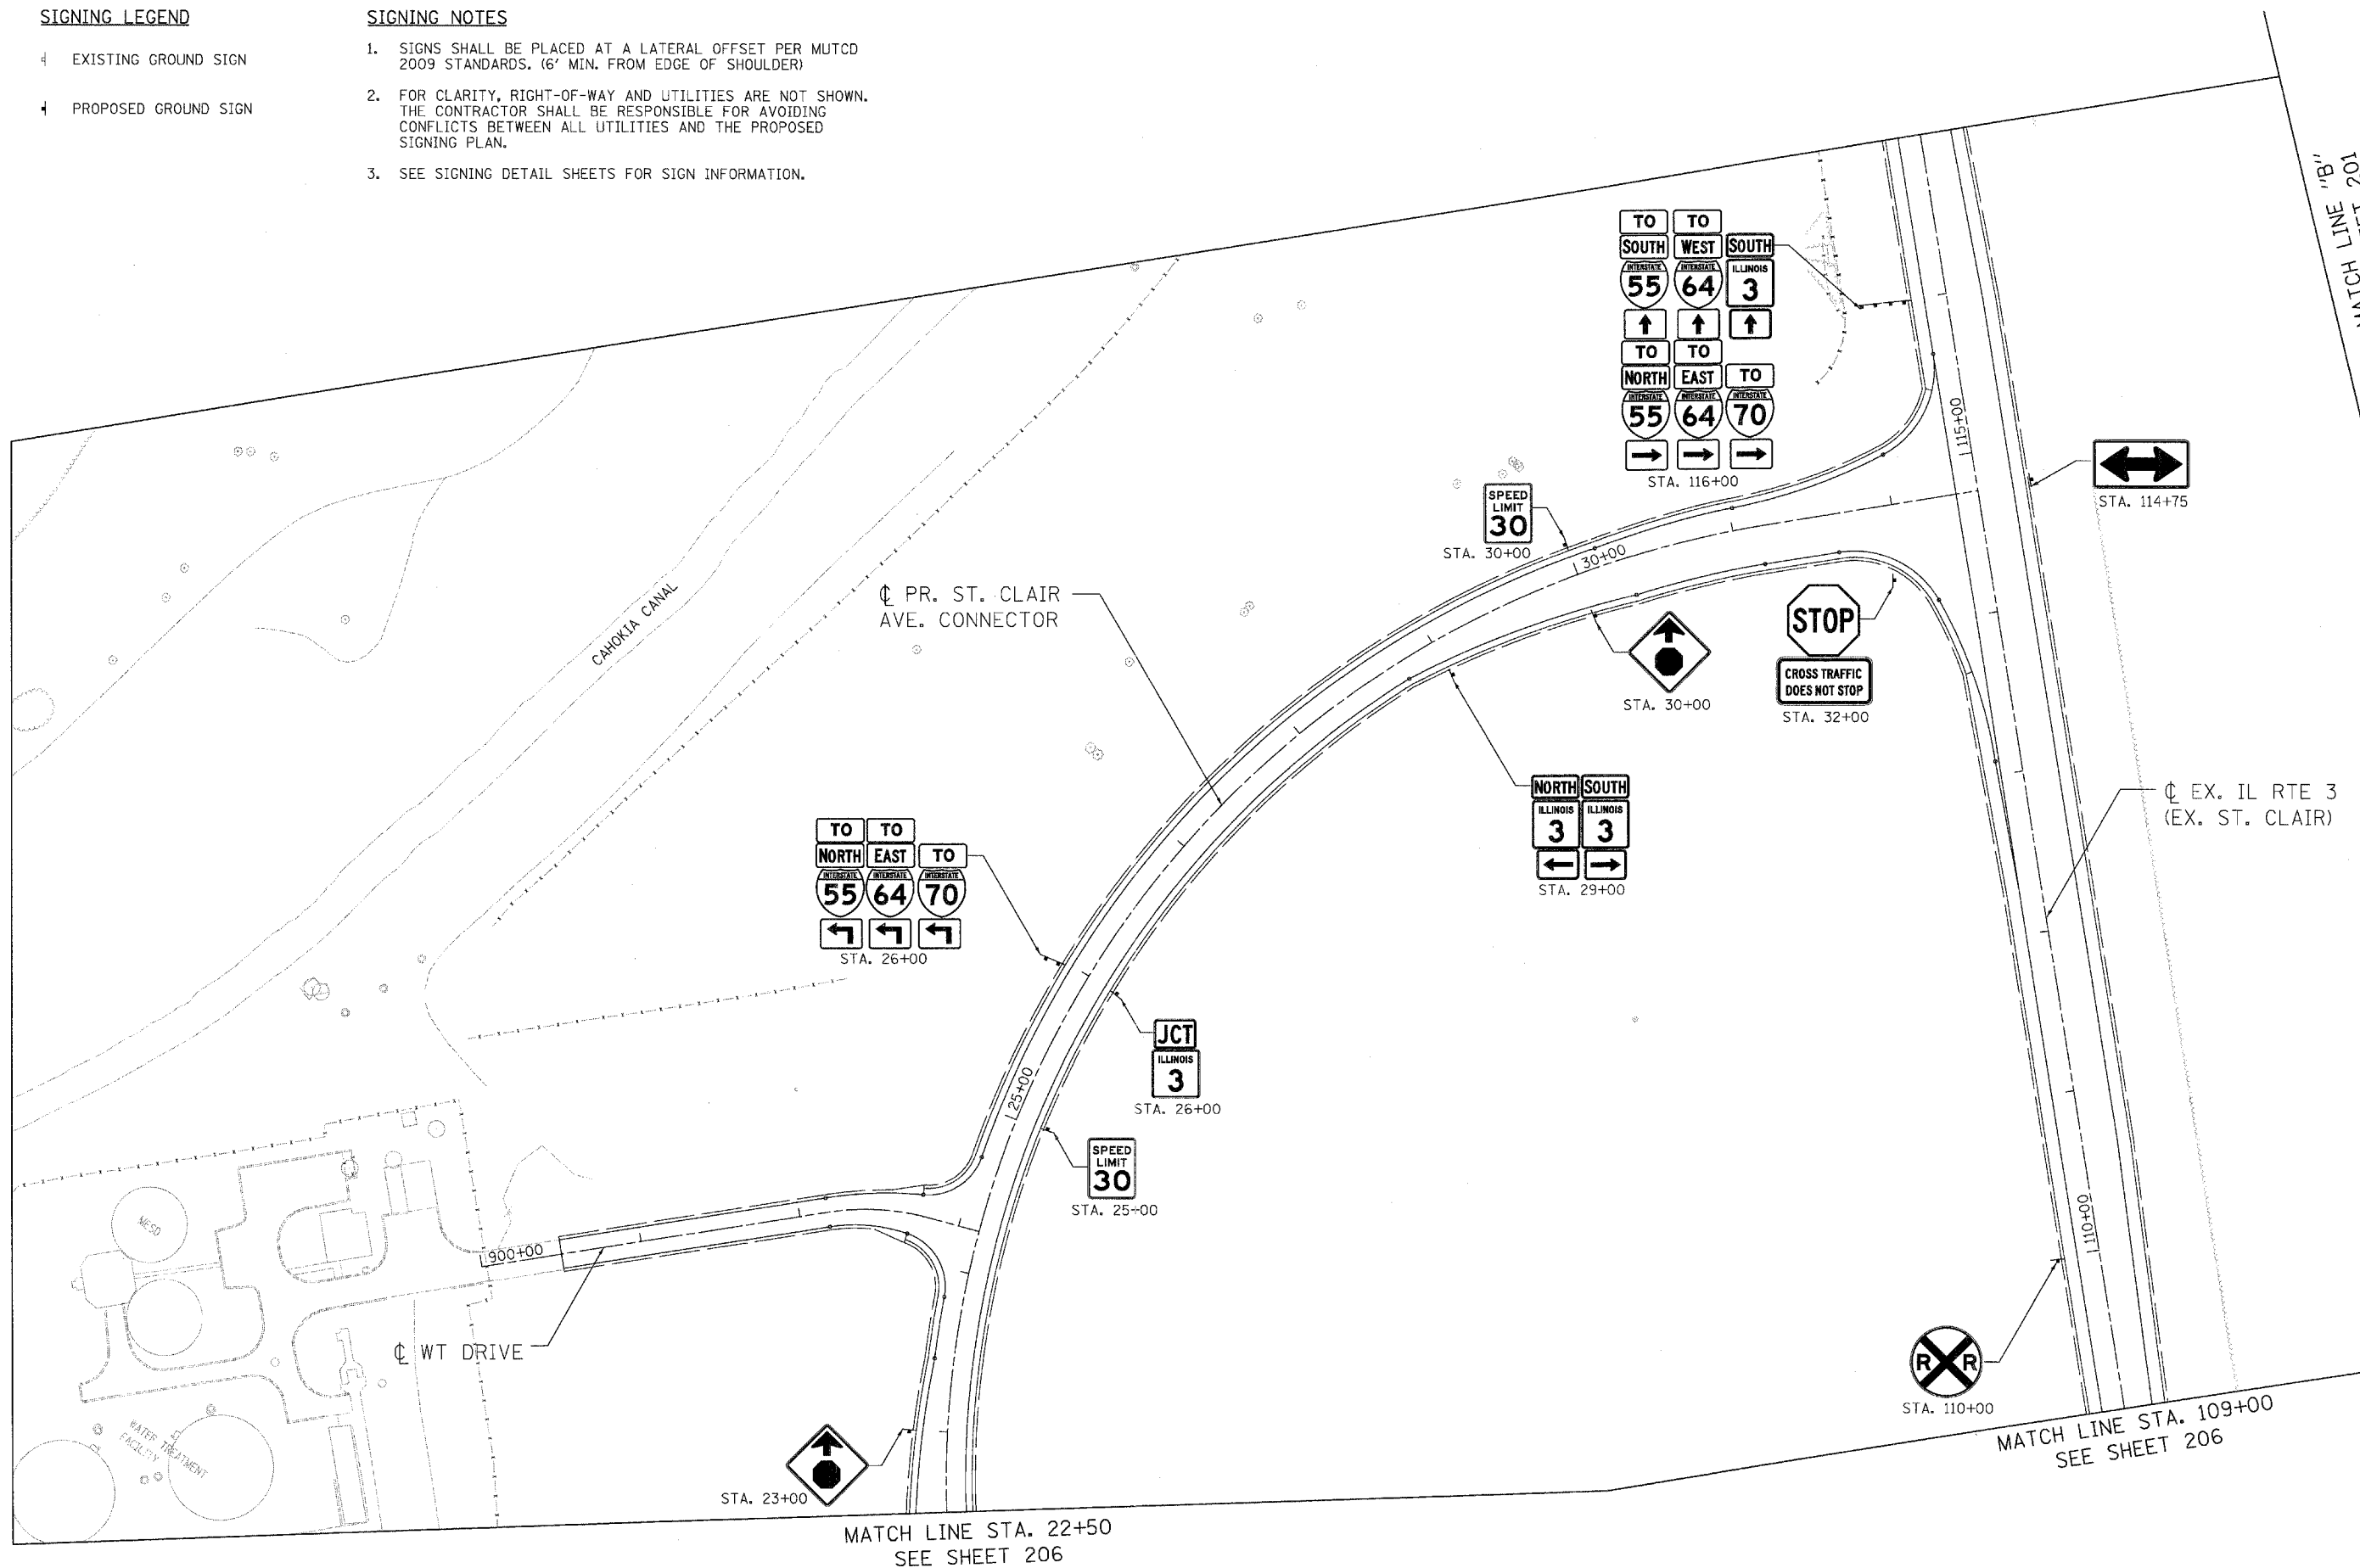 SIGNING LEGEND
EXISTING GROUND SIGN
PROPOSED GROUND SIGN
SIGNING NOTES
1. SIGNS SHALL BE PLACED AT A LATERAL OFFSET PER MUTCD
2009 STANDARDS. (6' MIN. FROM EDGE OF SHOULDER)
2. FOR CLARITY, RIGHT-OF-WAY AND UTILITIES ARE NOT SHOWN.
THE CONTRACTOR SHALL BE RESPONSIBLE FOR AVOIDING
CONFLICTS BETWEEN ALL UTILITIES AND THE PROPOSED
SIGNING PLAN.
3. SEE SIGNING DETAIL SHEETS FOR SIGN INFORMATION.
MATCH LINE "B"
201
TO TO
SOUTH WEST SOUTH
INTERSTATE INTERSTATE ILLINOIS
55 64 3
TO TO
NORTH EAST TO
INTERSTATE INTERSTATE INTERSTATE
55 64 70
STA. 116+00
115+00
STA. 114+75
SPEED
LIMIT
30
STA. 30+00
30+00
℄ PR. ST. CLAIR
AVE. CONNECTOR
CAHOKIA CANAL
STA. 30+00
STOP
CROSS TRAFFIC
DOES NOT STOP
STA. 32+00
NORTH SOUTH
ILLINOIS ILLINOIS
3 3
STA. 29+00
℄ EX. IL RTE 3
(EX. ST. CLAIR)
TO TO
NORTH EAST TO
INTERSTATE INTERSTATE INTERSTATE
55 64 70
STA. 26+00
JCT
ILLINOIS
3
STA. 26+00
25+00
SPEED
LIMIT
30
STA. 25+00
900+00
℄ WT DRIVE
WATER TREATMENT
FACILITY
STA. 23+00
110+00
R R
STA. 110+00
MATCH LINE STA. 109+00
SEE SHEET 206
MATCH LINE STA. 22+50
SEE SHEET 206